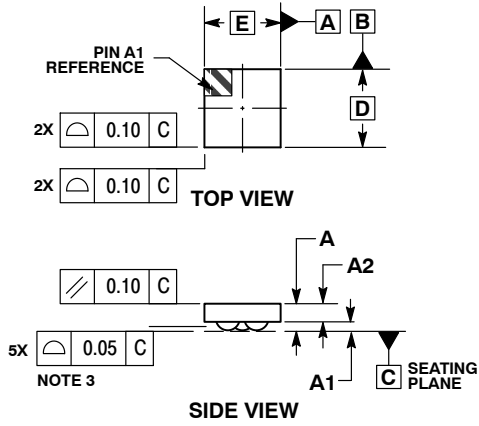 E
A
B
PIN A1
REFERENCE
D
2X ⌓ 0.10 C
2X ⌓ 0.10 C
TOP VIEW
A
A2
⫽ 0.10 C
5X ⌓ 0.05 C
NOTE 3
A1
C SEATING
PLANE
SIDE VIEW